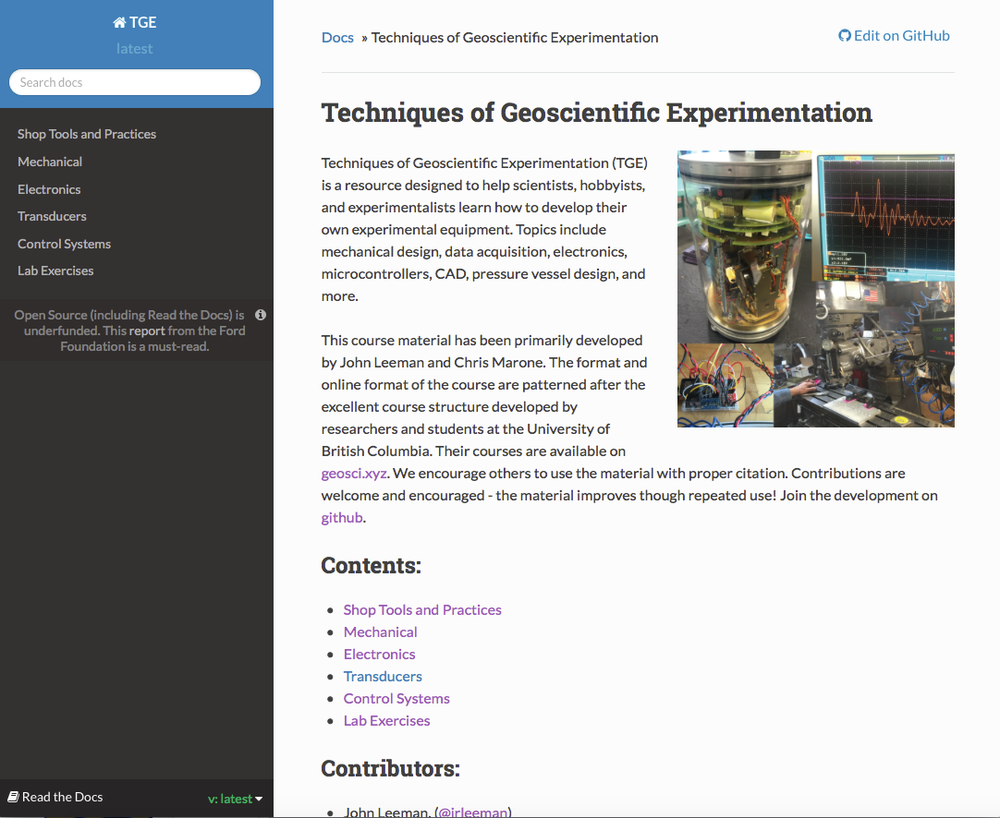 TGE
latest
Search docs
Shop Tools and Practices
Mechanical
Electronics
Transducers
Control Systems
Lab Exercises
Open Source (including Read the Docs) is
underfunded. This report from the Ford
Foundation is a must-read.
Read the Docs
v: latest
Docs » Techniques of Geoscientific Experimentation
Edit on GitHub
Techniques of Geoscientific Experimentation
Techniques of Geoscientific Experimentation (TGE)
is a resource designed to help scientists, hobbyists,
and experimentalists learn how to develop their
own experimental equipment. Topics include
mechanical design, data acquisition, electronics,
microcontrollers, CAD, pressure vessel design, and
more.
This course material has been primarily developed
by John Leeman and Chris Marone. The format and
online format of the course are patterned after the
excellent course structure developed by
researchers and students at the University of
British Columbia. Their courses are available on
geosci.xyz. We encourage others to use the material with proper citation. Contributions are
welcome and encouraged - the material improves though repeated use! Join the development on
github.
Contents:
Shop Tools and Practices
Mechanical
Electronics
Transducers
Control Systems
Lab Exercises
Contributors:
John Leeman, (@jrleeman)